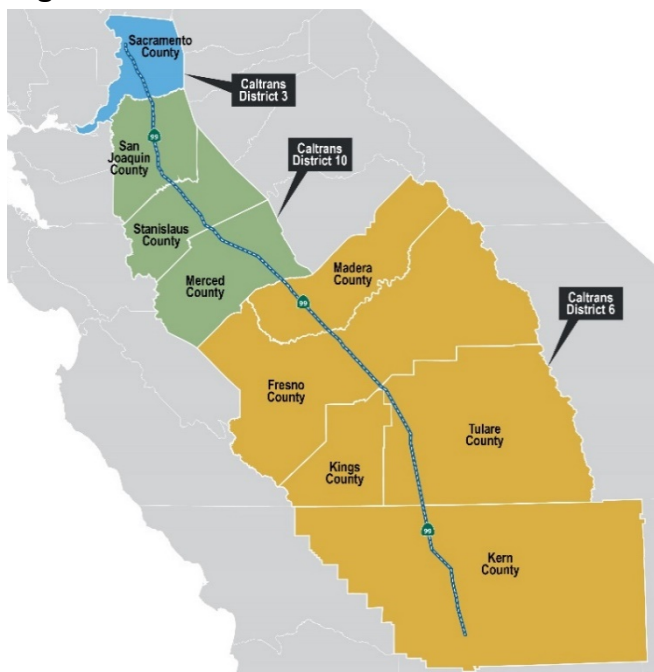 Sacramento
County
Caltrans
District 3
99
San
Joaquin
County
Caltrans
District 10
Stanislaus
County
Merced
County
Madera
County
99
Caltrans
District 6
Fresno
County
Tulare
County
Kings
County
99
Kern
County